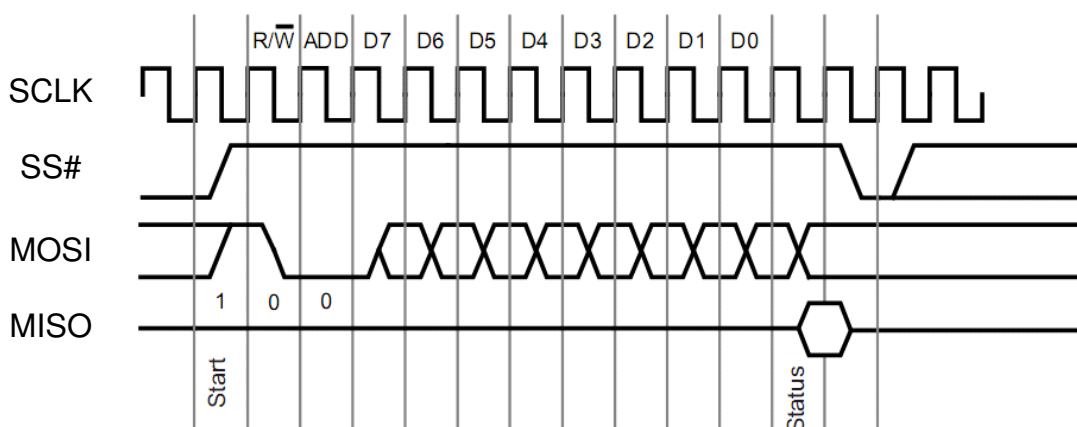 R/W̅ ADD D7 D6 D5 D4 D3 D2 D1 D0
SCLK
SS#
MOSI
1 0 0
MISO
Start
Status